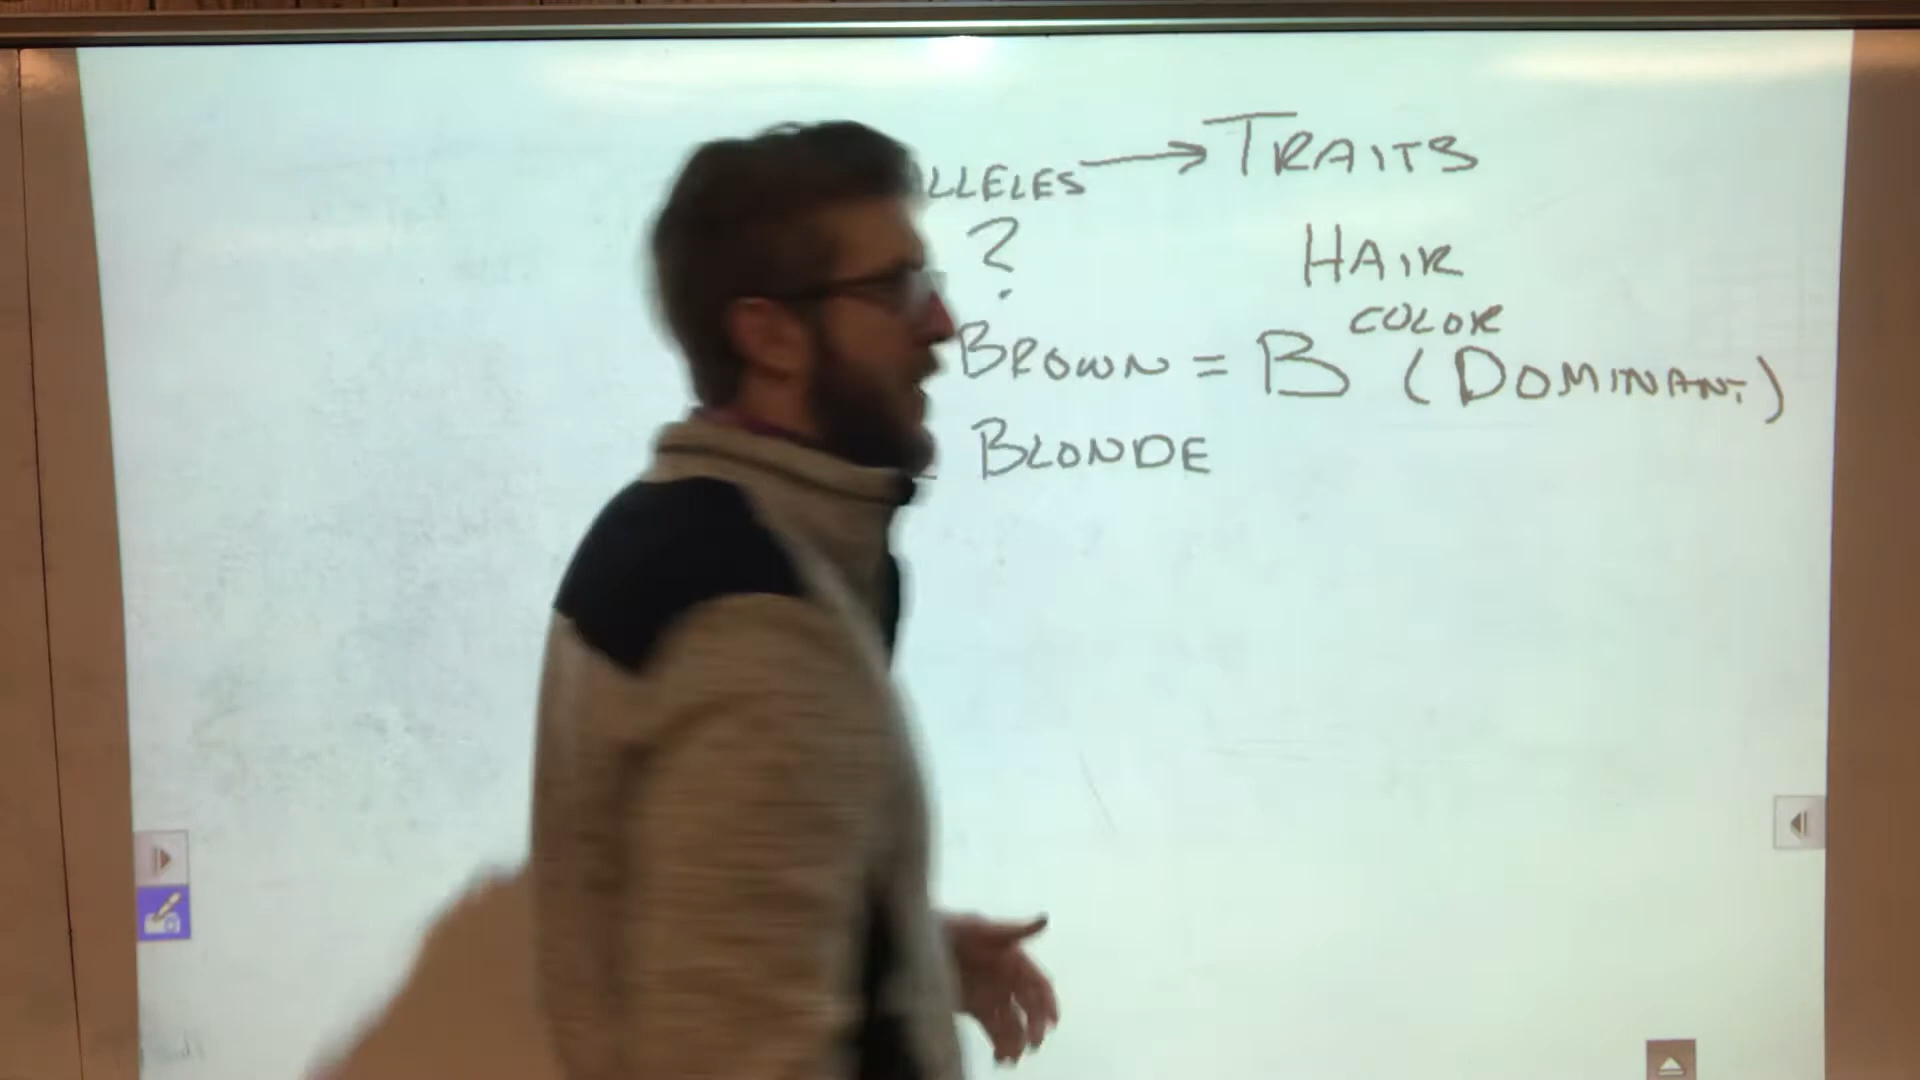 LLELES → TRAITS
? HAIR
COLOR
BROWN = B (DOMINANT)
- BLONDE